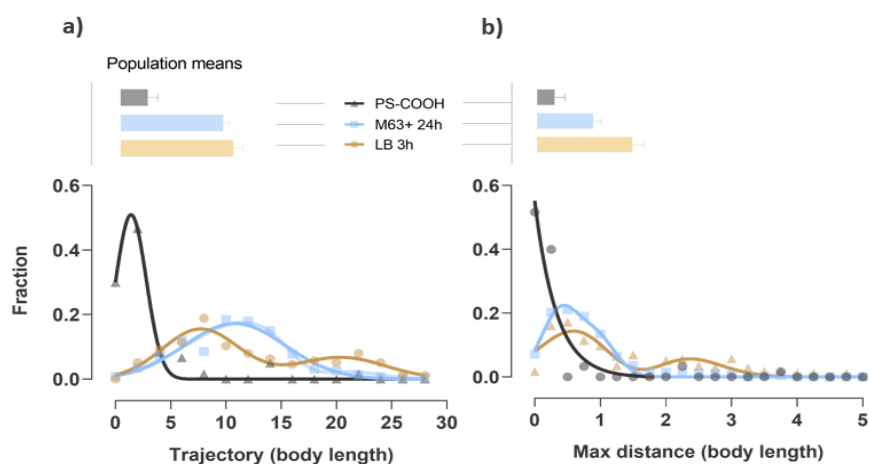 a)
b)
Population means
PS-COOH
M63+ 24h
LB 3h
0.6
0.4
0.2
0.0
Fraction
0 5 10 15 20 25 30
Trajectory (body length)
0.6
0.4
0.2
0.0
0 1 2 3 4 5
Max distance (body length)